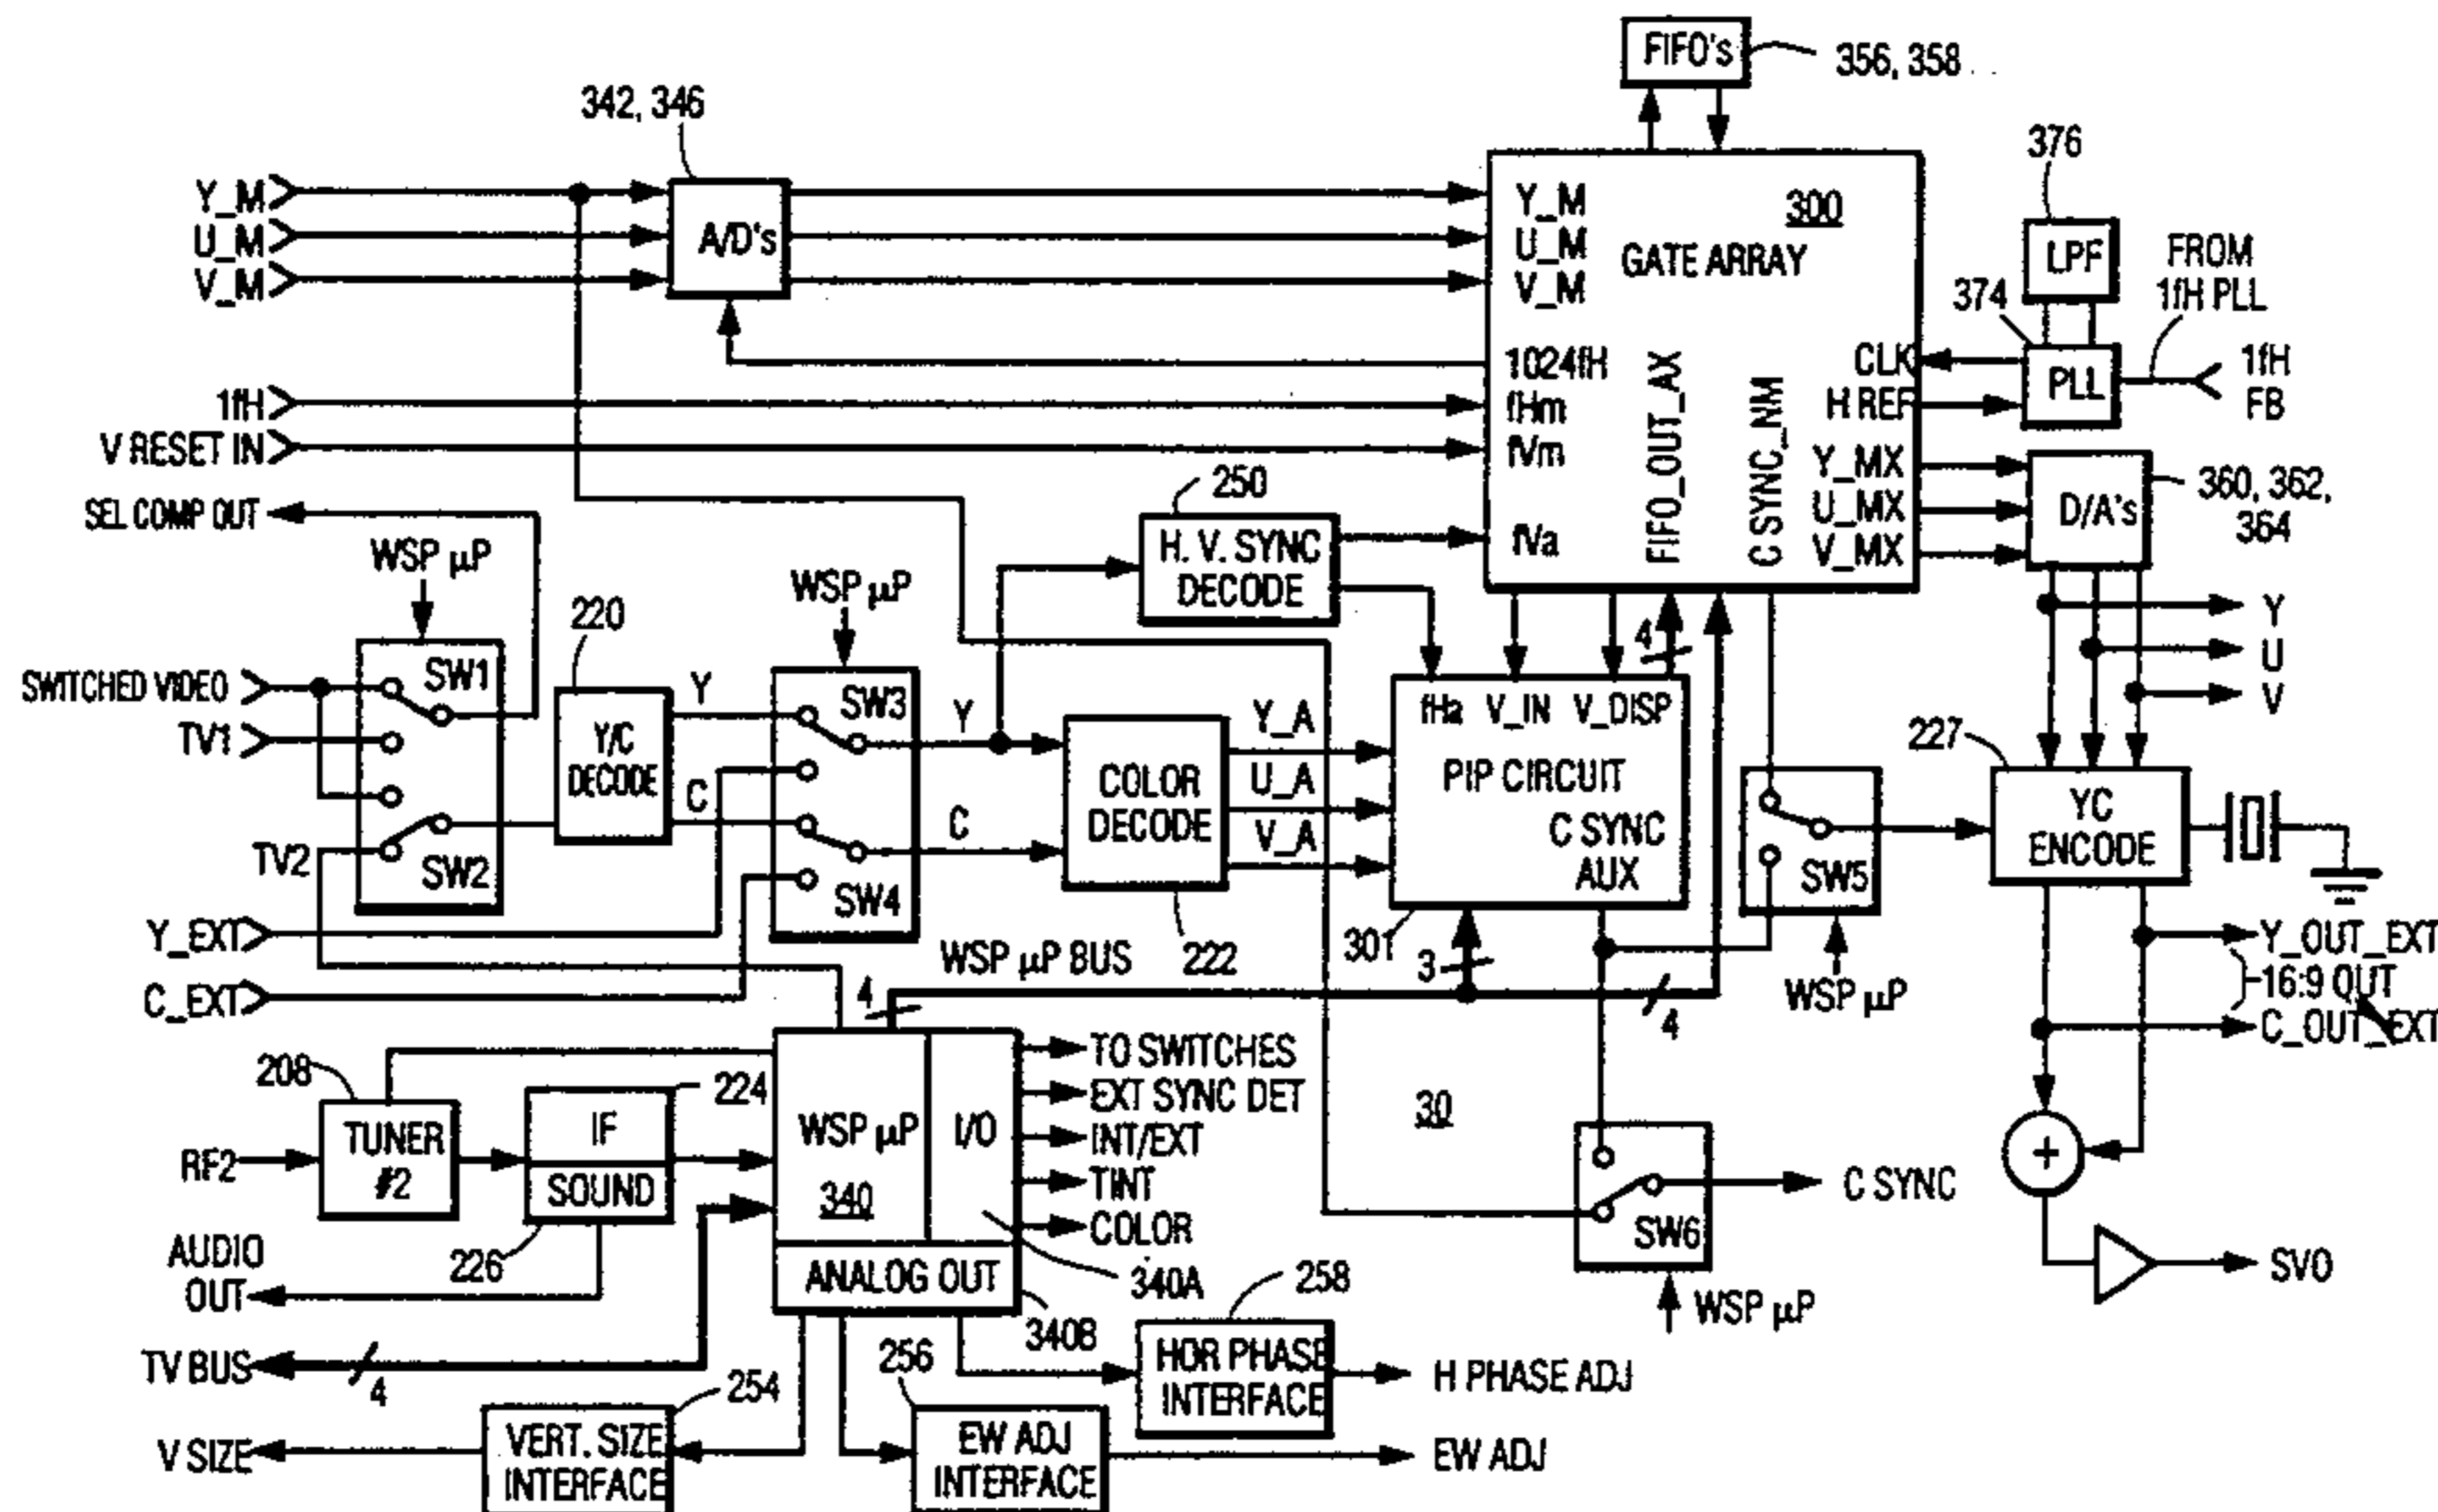 FIFO's
356, 358
342, 346
376
Y_M
U_M
V_M
A/D's
Y_M
U_M
V_M
300
GATE ARRAY
LPF
FROM
1fH PLL
374
1fH
V RESET IN
1024fH
fHm
fVm
FIFO_OUT_AX
C SYNC_NM
CLK
H REF
PLL
1fH
FB
SEL COMP OUT
250
H. V. SYNC
DECODE
fVa
Y_MX
U_MX
V_MX
D/A's
360, 362,
364
WSP µP
220
WSP µP
4
Y
U
V
SWITCHED VIDEO
TV1
TV2
SW1
SW2
Y/C
DECODE
Y
C
SW3
SW4
Y
C
COLOR
DECODE
222
Y_A
U_A
V_A
fHa
V_IN
V_DISP
PIP CIRCUIT
C SYNC
AUX
301
SW5
WSP µP
227
YC
ENCODE
Y_EXT
C_EXT
WSP µP BUS
4
3
4
Y_OUT_EXT
16:9 OUT
C_OUT_EXT
208
TUNER
#2
RF2
224
IF
SOUND
226
AUDIO
OUT
WSP µP
340
I/O
ANALOG OUT
340A
340B
TO SWITCHES
EXT SYNC DET
INT/EXT
TINT
COLOR
30
SW6
C SYNC
WSP µP
+
SVO
TV BUS
4
254
VERT. SIZE
INTERFACE
V SIZE
256
EW ADJ
INTERFACE
EW ADJ
258
HOR PHASE
INTERFACE
H PHASE ADJ